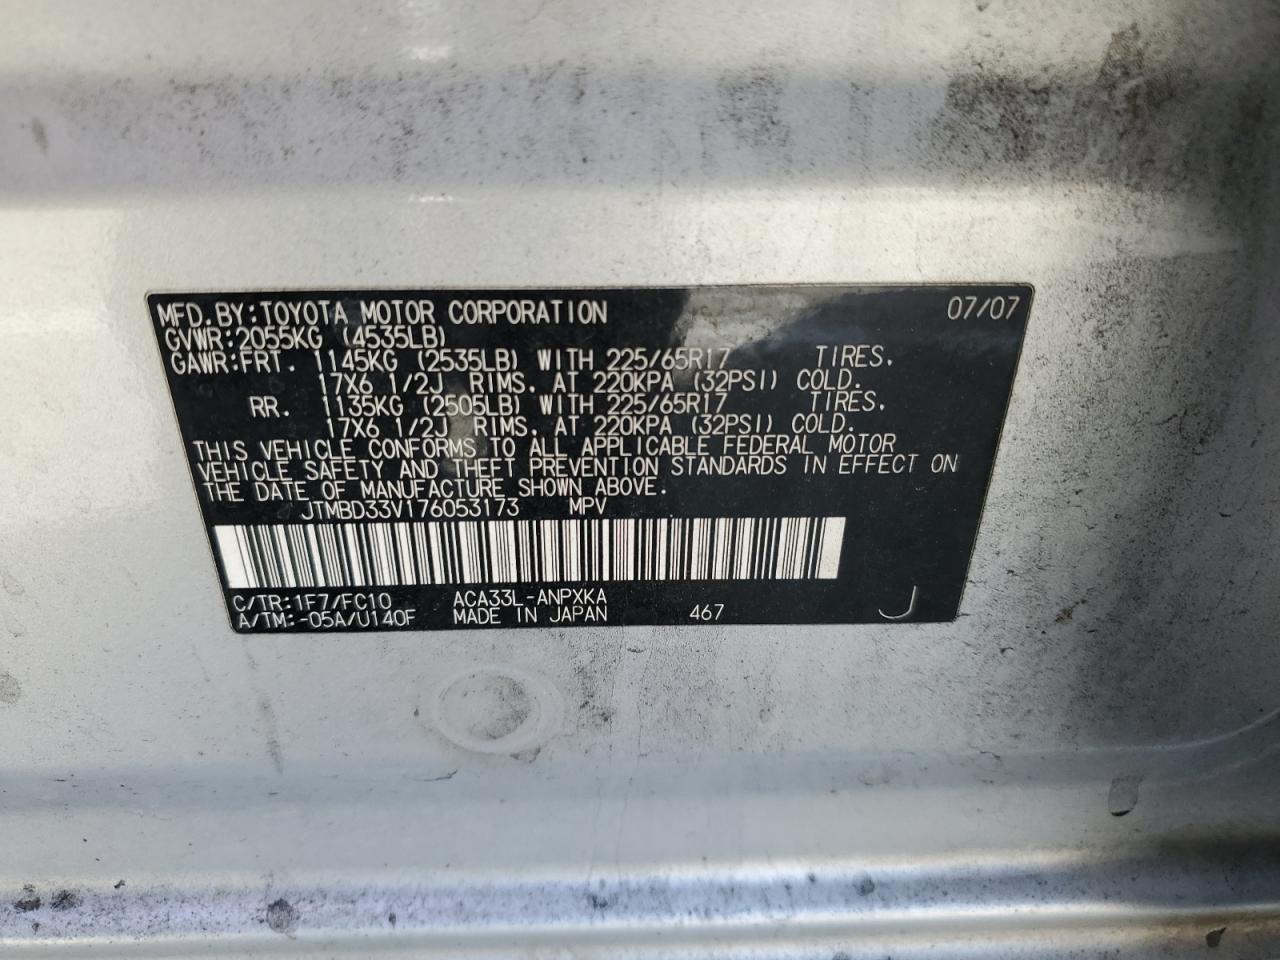 MFD.BY:TOYOTA MOTOR CORPORATION 07/07
GVWR:2055KG (4535LB)
GAWR:FRT. 1145KG (2535LB) WITH 225/65R17 TIRES.
17X6 1/2J RIMS. AT 220KPA (32PSI) COLD.
RR. 1135KG (2505LB) WITH 225/65R17 TIRES.
17X6 1/2J RIMS. AT 220KPA (32PSI) COLD.
THIS VEHICLE CONFORMS TO ALL APPLICABLE FEDERAL MOTOR
VEHICLE SAFETY AND THEFT PREVENTION STANDARDS IN EFFECT ON
THE DATE OF MANUFACTURE SHOWN ABOVE.
JTMBD33V176053173 MPV
C/TR:1F7/FC10 ACA33L-ANPXKA
A/TM:-05A/U140F MADE IN JAPAN 467 J